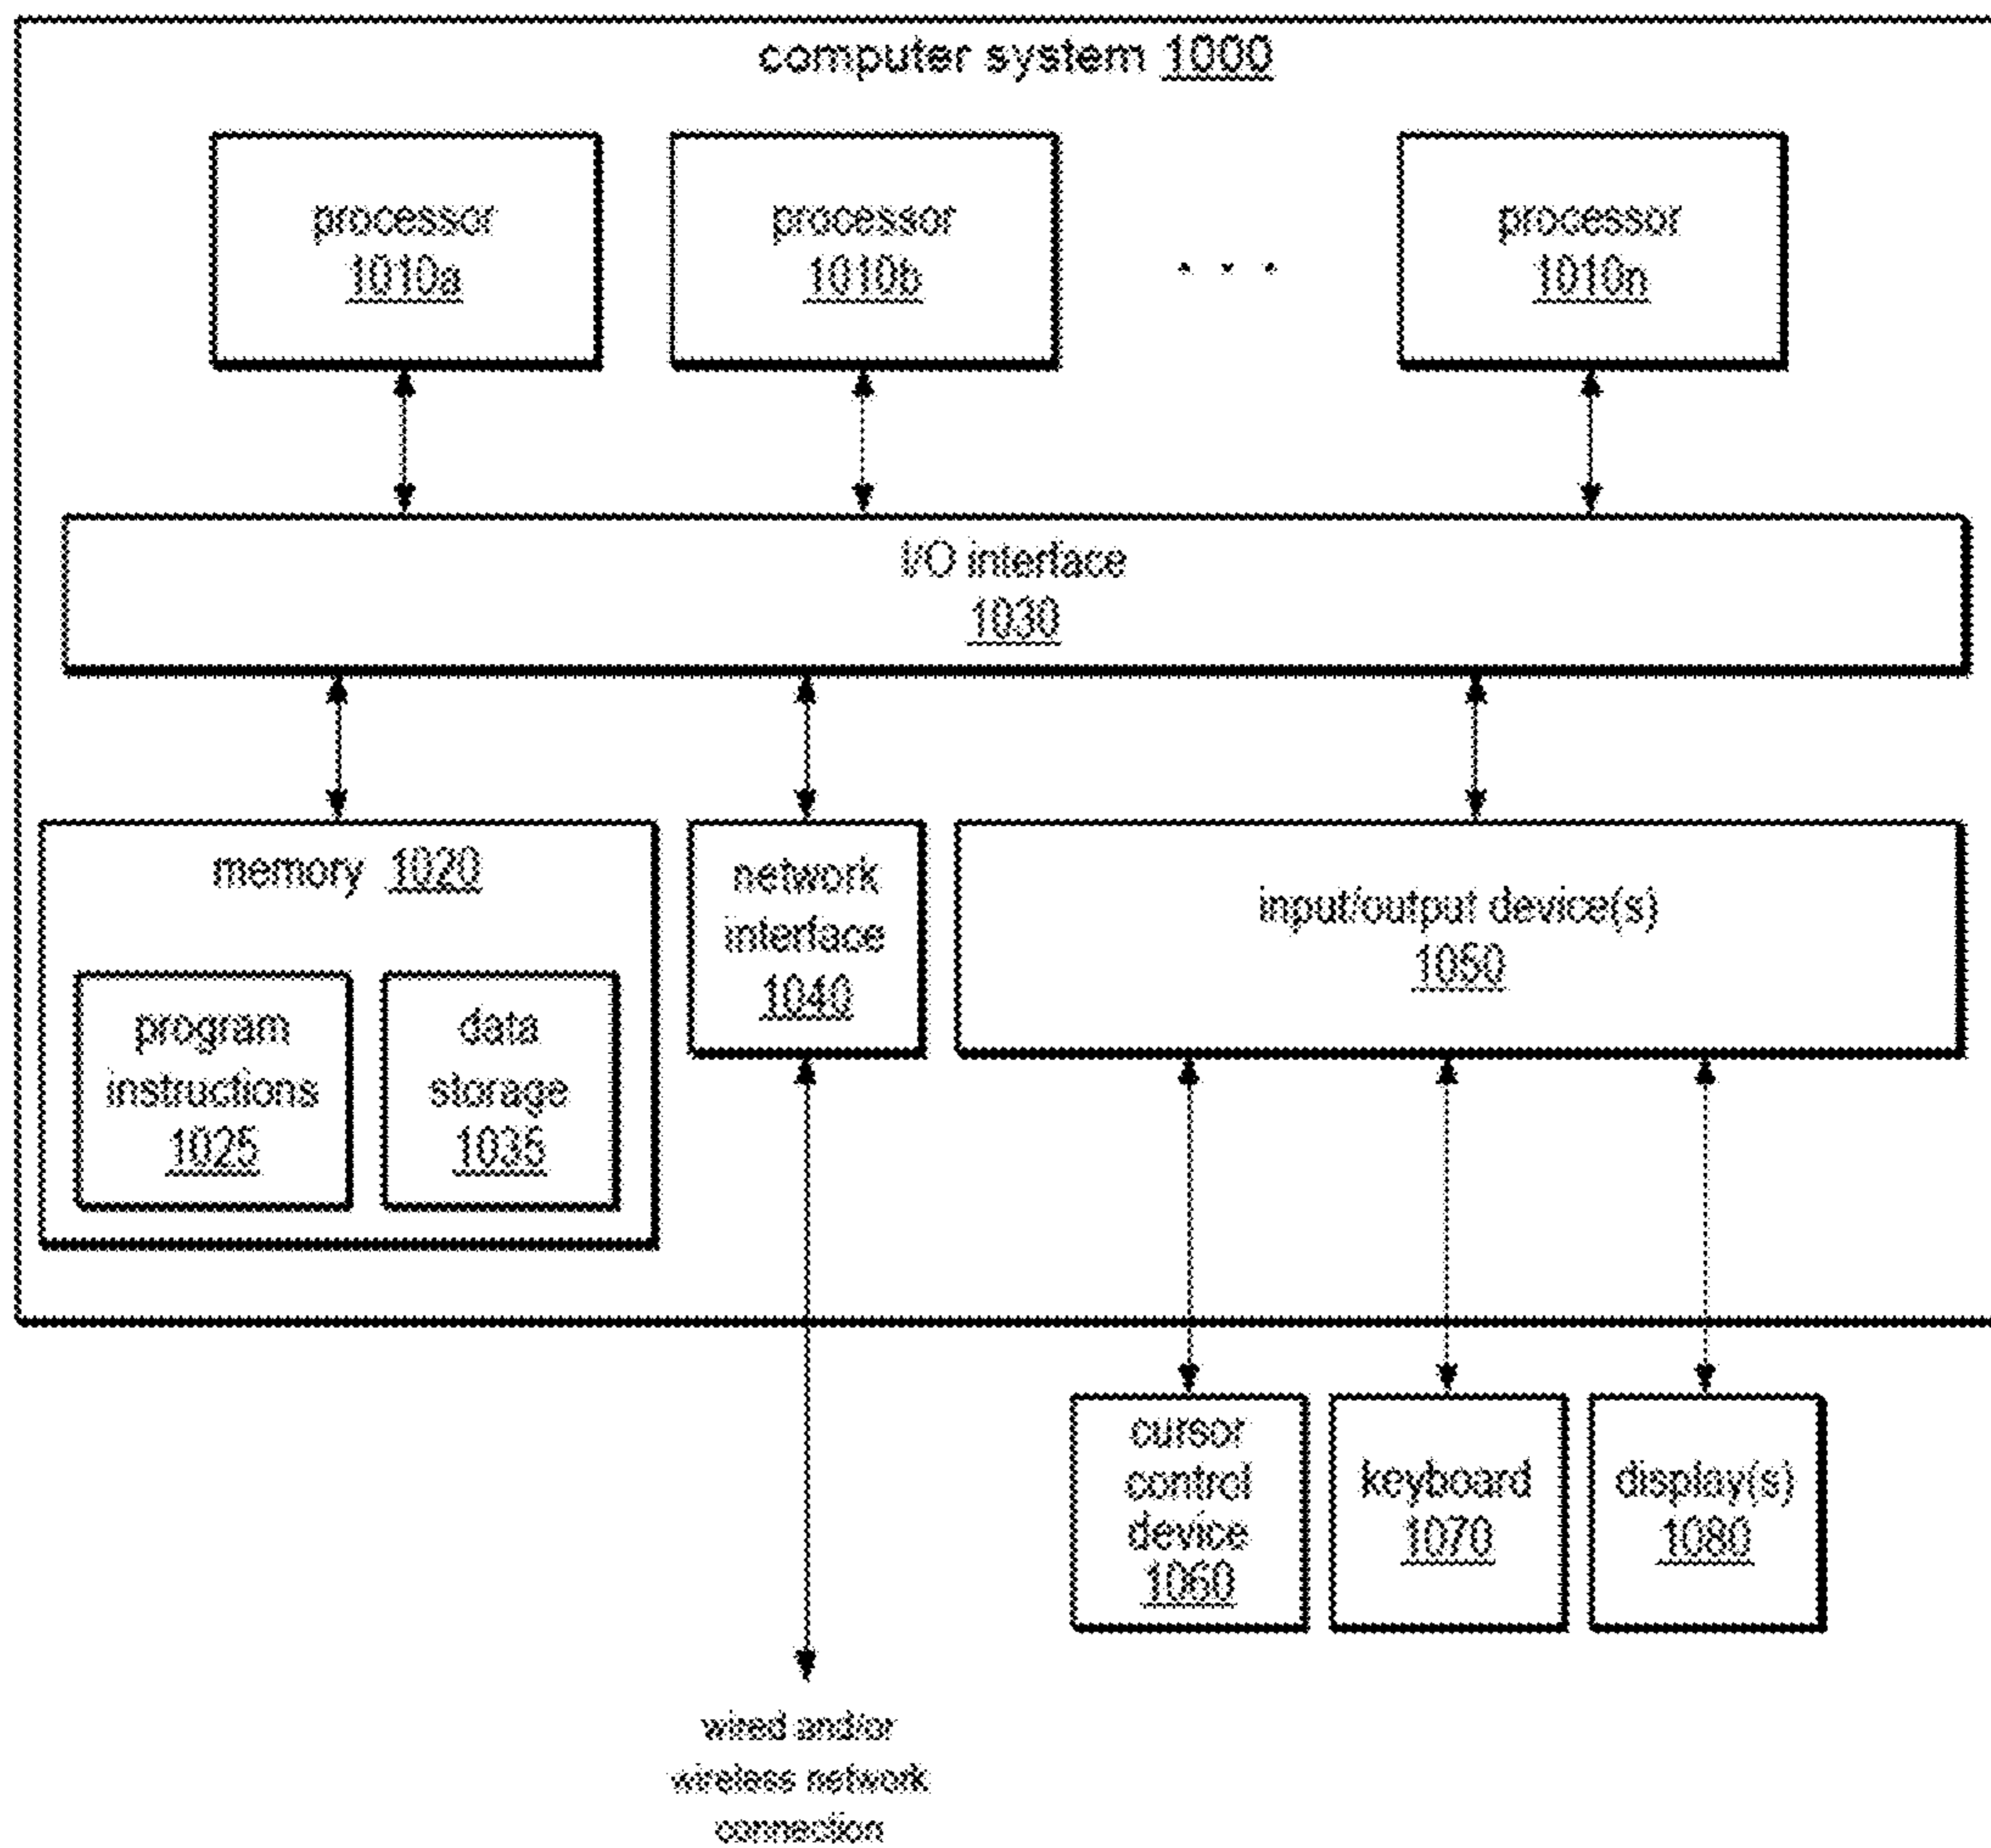 computer system 1000
processor
1010a
processor
1010b
. . .
processor
1010n
I/O interface
1030
memory 1020
program
instructions
1025
data
storage
1035
network
interface
1040
input/output device(s)
1050
cursor
control
device
1060
keyboard
1070
display(s)
1080
wired and/or
wireless network
connection